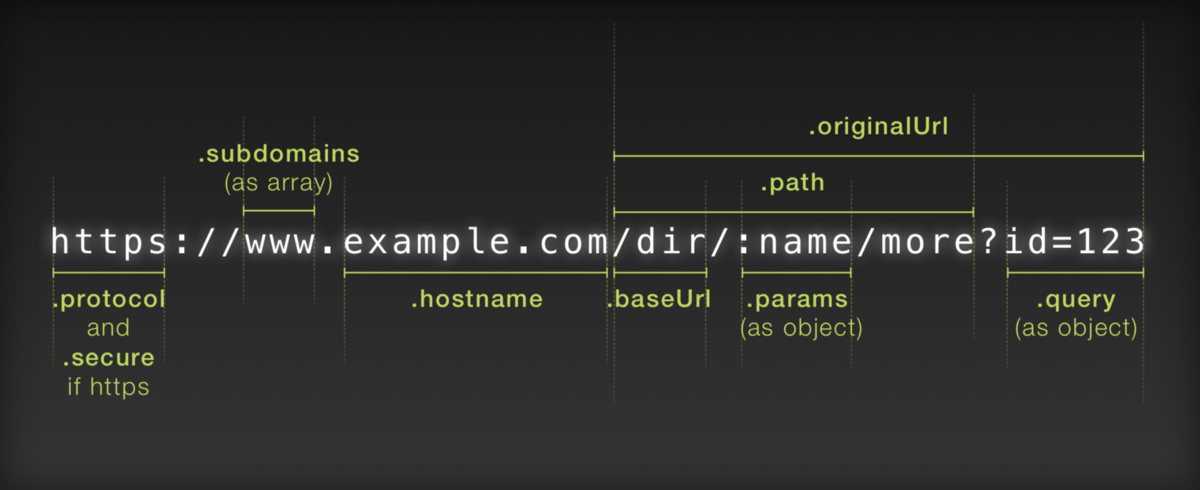 .originalUrl
.subdomains
(as array)
.path
https://www.example.com/dir/:name/more?id=123
.protocol
and
.secure
if https
.hostname
.baseUrl
.params
(as object)
.query
(as object)